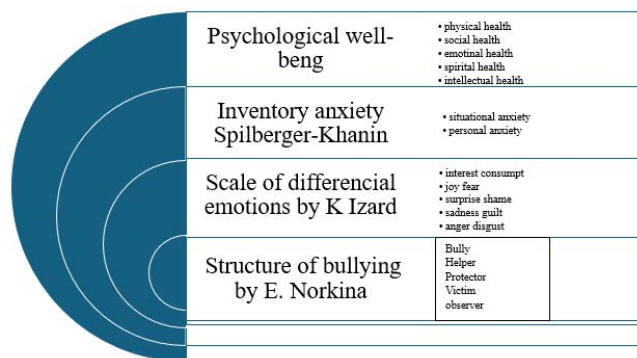 Psychological well-
beng
• physical health
• social health
• emotinal health
• spirital health
• intellectual health
Inventory anxiety
Spilberger-Khanin
• situational anxiety
• personal anxiety
Scale of differencial
emotions by K Izard
• interest consumpt
• joy fear
• surprise shame
• sadness guilt
• anger disgust
Structure of bullying
by E. Norkina
Bully
Helper
Protector
Victim
observer